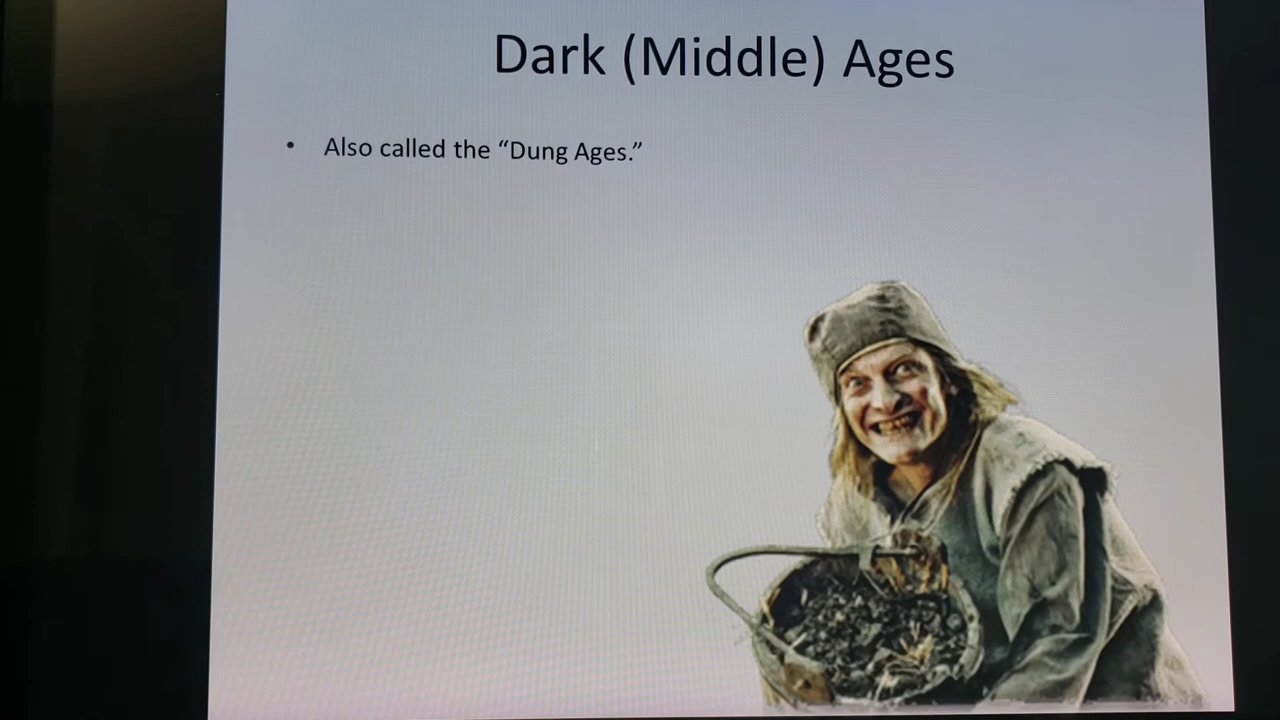 Dark (Middle) Ages
• Also called the “Dung Ages.”